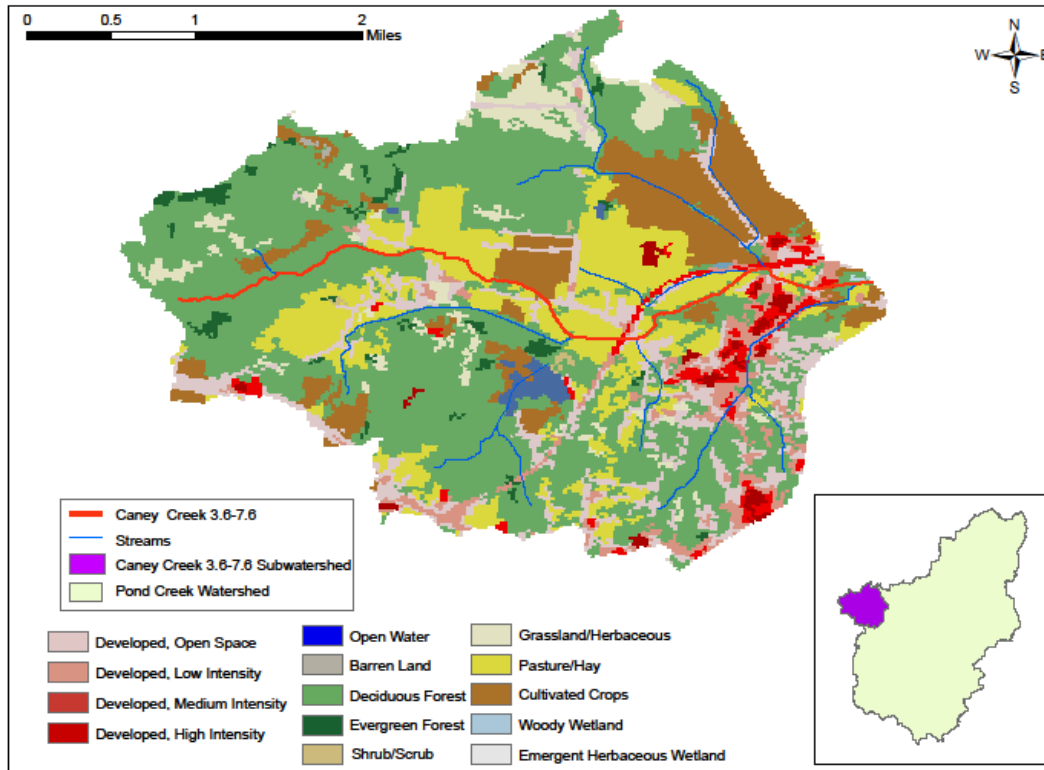 0 0.5 1 2
Miles
N
W E
S
Caney Creek 3.6-7.6
Streams
Caney Creek 3.6-7.6 Subwatershed
Pond Creek Watershed
Developed, Open Space
Developed, Low Intensity
Developed, Medium Intensity
Developed, High Intensity
Open Water
Barren Land
Deciduous Forest
Evergreen Forest
Shrub/Scrub
Grassland/Herbaceous
Pasture/Hay
Cultivated Crops
Woody Wetland
Emergent Herbaceous Wetland